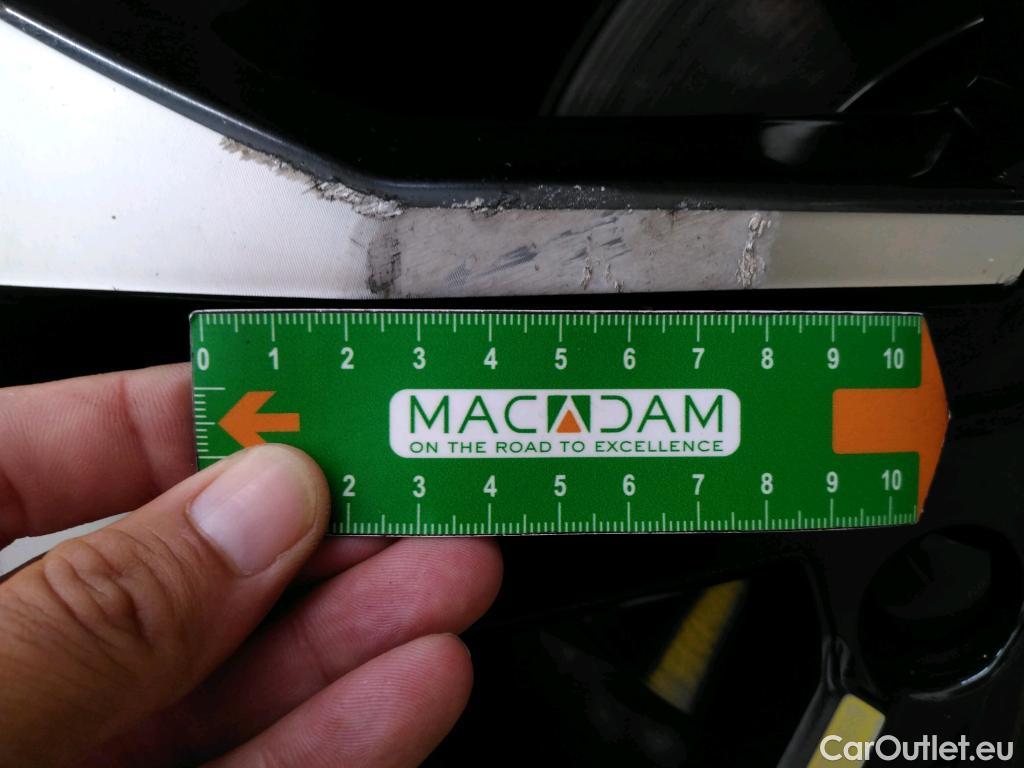 0 1 2 3 4 5 6 7 8 9 10
MACADAM
ON THE ROAD TO EXCELLENCE
2 3 4 5 6 7 8 9 10
CarOutlet.eu